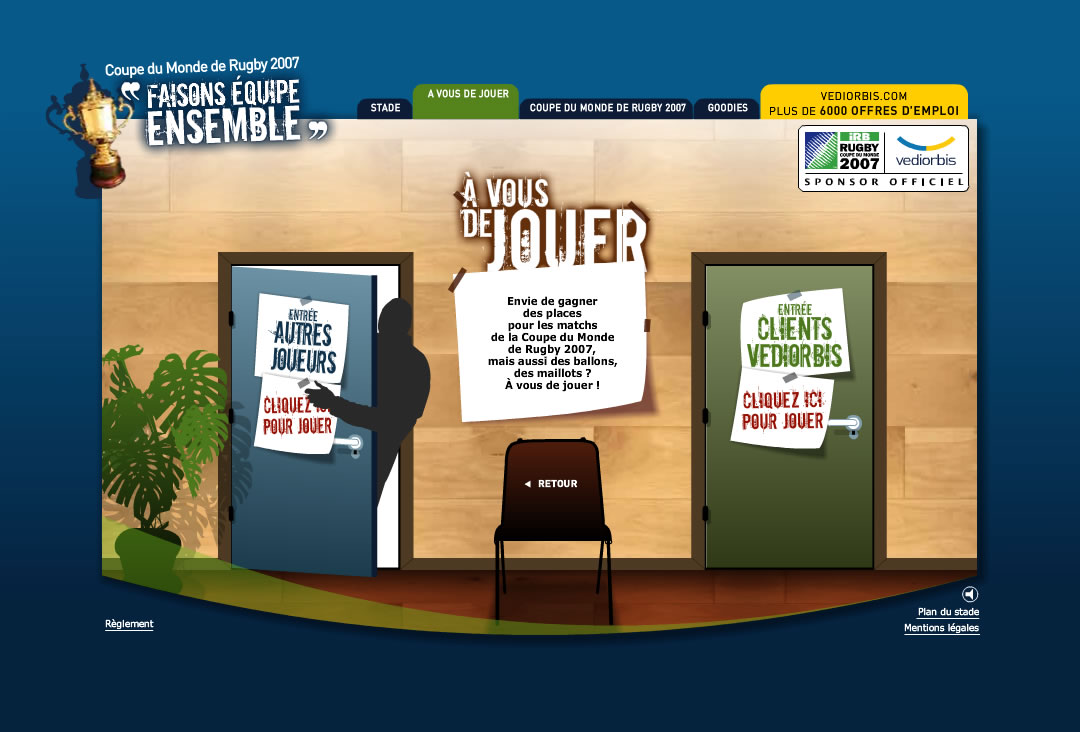 Coupe du Monde de Rugby 2007
❝ FAISONS ÉQUIPE
ENSEMBLE ❞
STADE
A VOUS DE JOUER
COUPE DU MONDE DE RUGBY 2007
GOODIES
VEDIORBIS.COM
PLUS DE 6000 OFFRES D'EMPLOI
iRB
RUGBY
COUPE DU MONDE
2007
vediorbis
SPONSOR OFFICIEL
À VOUS
DE JOUER
Envie de gagner
des places
pour les matchs
de la Coupe du Monde
de Rugby 2007,
mais aussi des ballons,
des maillots ?
À vous de jouer !
ENTRÉE
AUTRES
JOUEURS
CLIQUEZ ICI
POUR JOUER
ENTRÉE
CLIENTS
VEDIORBIS
CLIQUEZ ICI
POUR JOUER
◄ RETOUR
Règlement
Plan du stade
Mentions légales